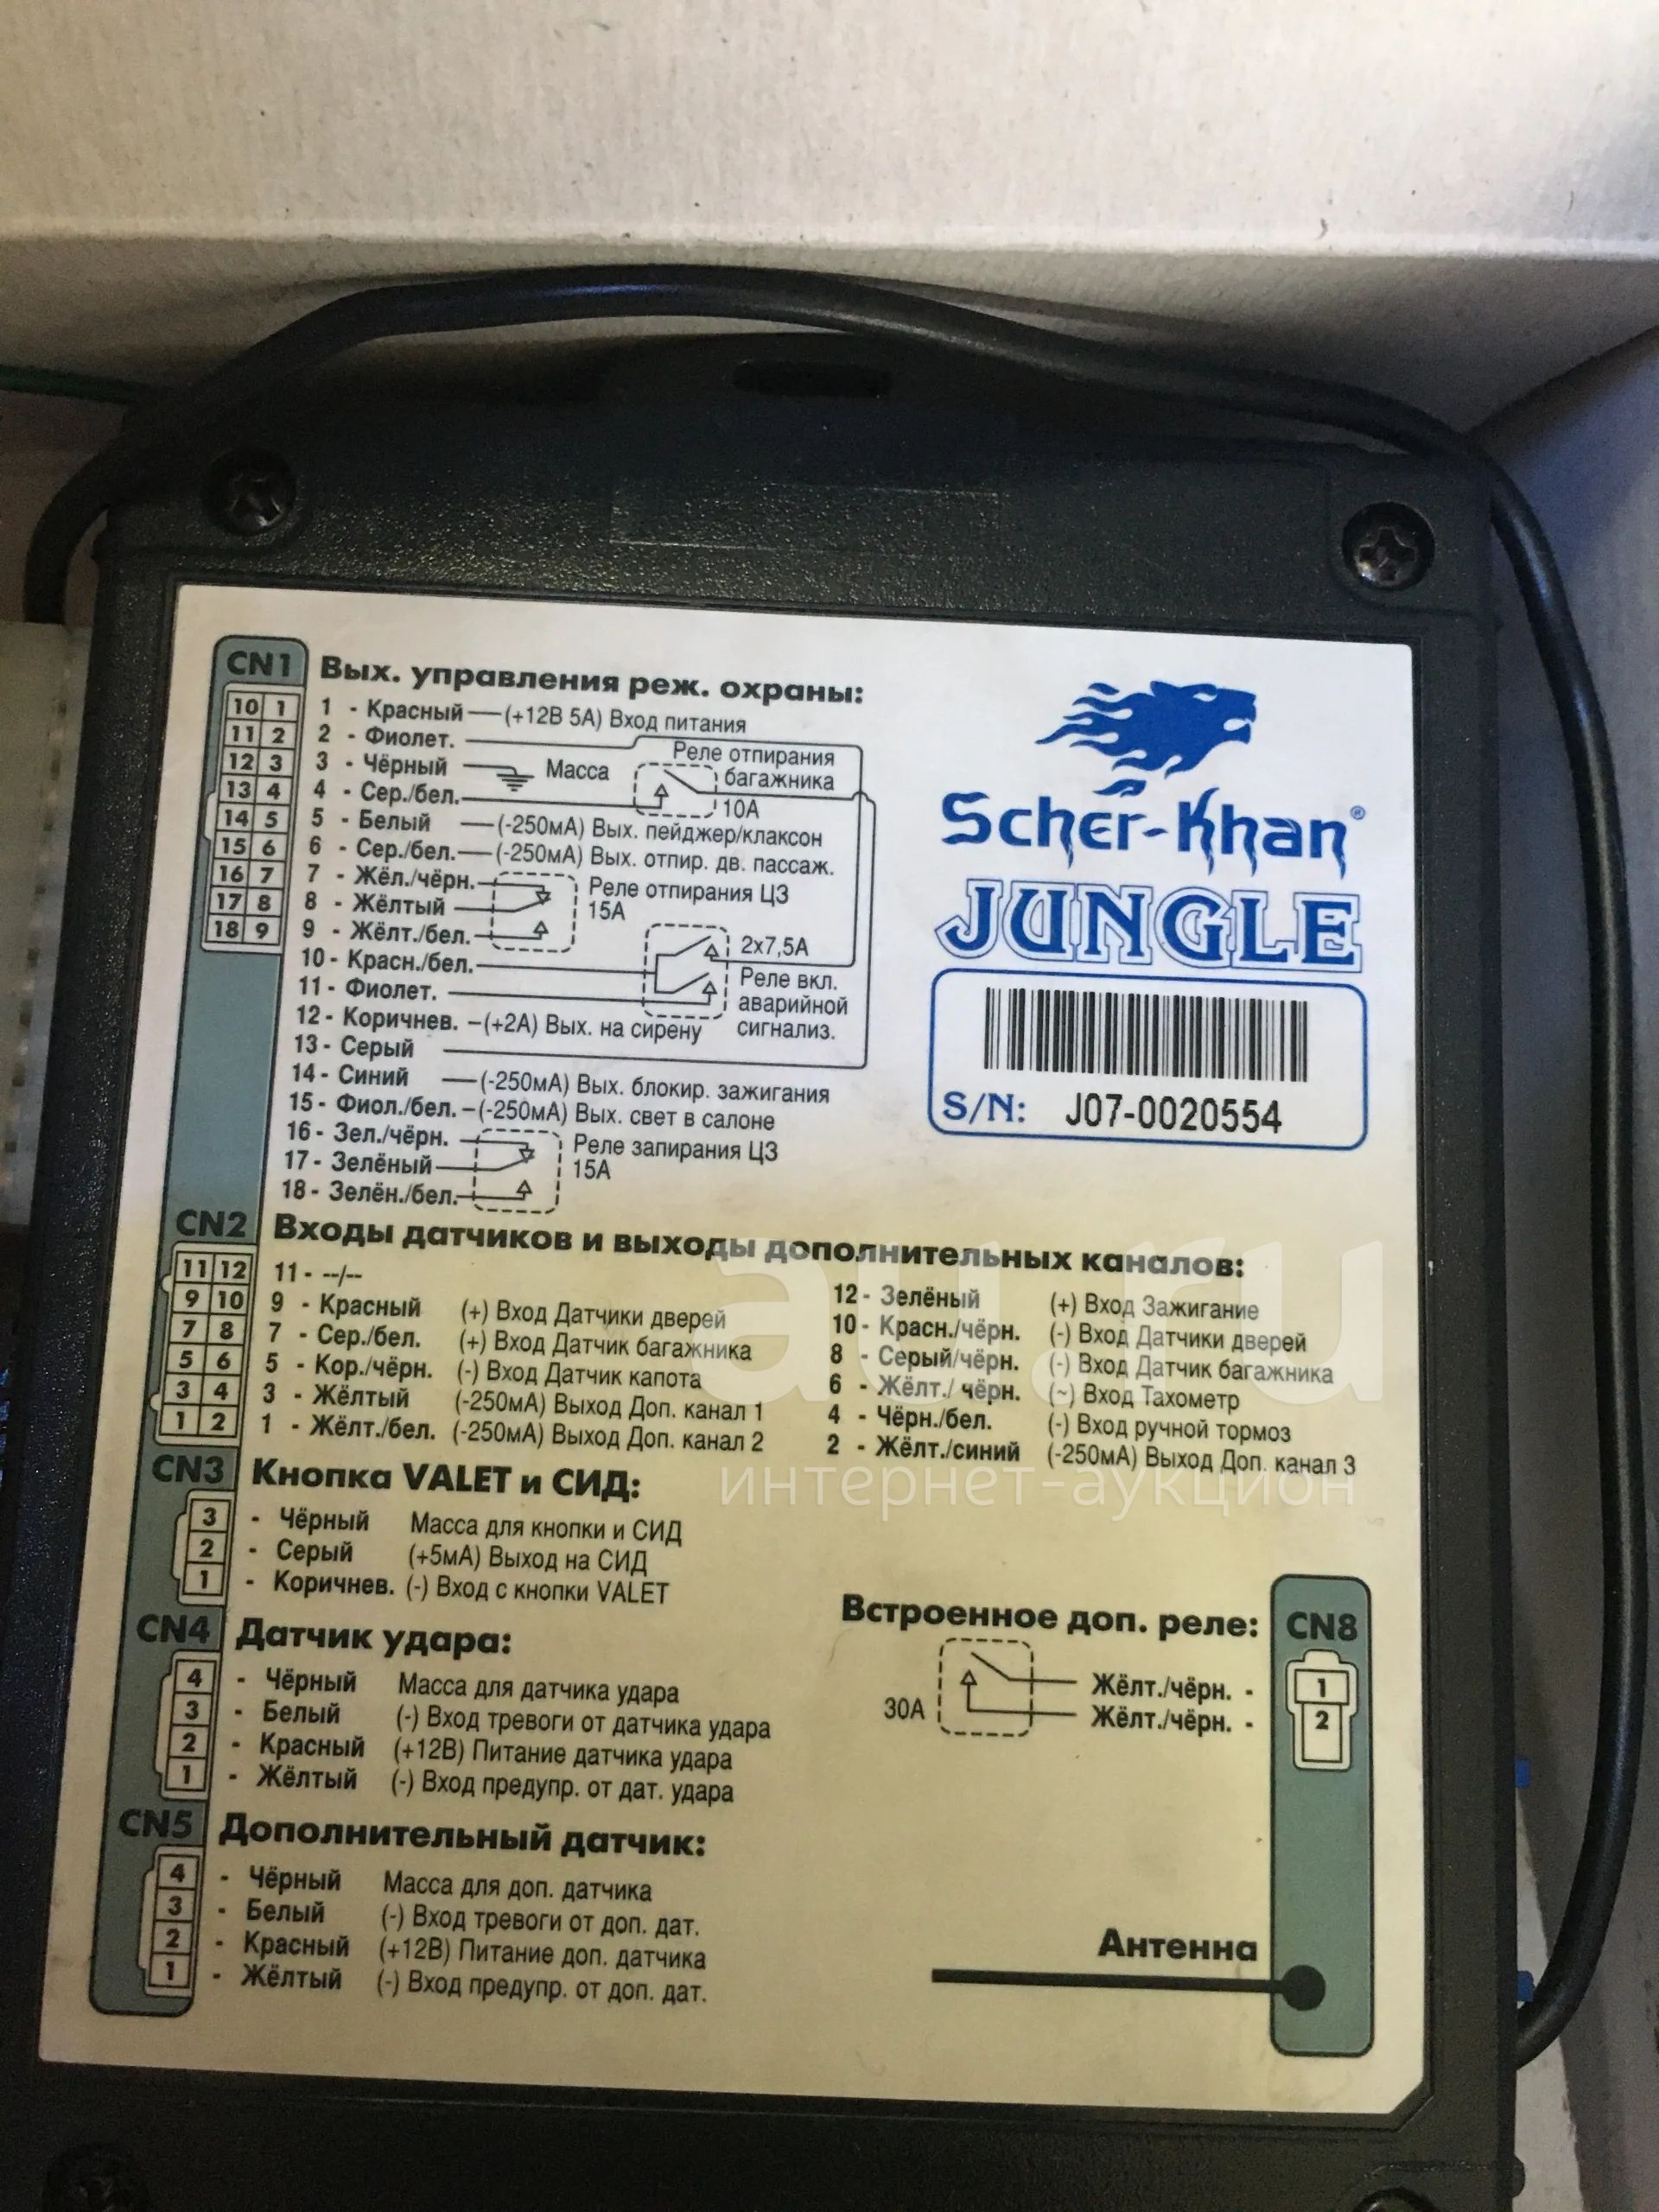 CN1 Вых. управления реж. охраны:
10 1
11 2
12 3
13 4
14 5
15 6
16 7
17 8
18 9
1 - Красный (+12В 5А) Вход питания
2 - Фиолет.
Реле отпирания
багажника
10А
3 - Чёрный Масса
4 - Сер./бел.
5 - Белый (-250мА) Вых. пейджер/клаксон
6 - Сер./бел. (-250мА) Вых. отпир. дв. пассаж.
7 - Жёл./чёрн. Реле отпирания ЦЗ
8 - Жёлтый 15А
9 - Жёлт./бел.
10 - Красн./бел. 2x7,5А
11 - Фиолет. Реле вкл.
аварийной
сигнализ.
12 - Коричнев. - (+2А) Вых. на сирену
13 - Серый
14 - Синий (-250мА) Вых. блокир. зажигания
15 - Фиол./бел. - (-250мА) Вых. свет в салоне
16 - Зел./чёрн. Реле запирания ЦЗ
17 - Зелёный 15А
18 - Зелён./бел.
Scher-Khan®
JUNGLE
S/N: J07-0020554
CN2 Входы датчиков и выходы дополнительных каналов:
11 12
9 10
7 8
5 6
3 4
1 2
11 - --/--
9 - Красный (+) Вход Датчики дверей
7 - Сер./бел. (+) Вход Датчик багажника
5 - Кор./чёрн. (-) Вход Датчик капота
3 - Жёлтый (-250мА) Выход Доп. канал 1
1 - Жёлт./бел. (-250мА) Выход Доп. канал 2
12 - Зелёный (+) Вход Зажигание
10 - Красн./чёрн. (-) Вход Датчики дверей
8 - Серый/чёрн. (-) Вход Датчик багажника
6 - Жёлт./чёрн. (~) Вход Тахометр
4 - Чёрн./бел. (-) Вход ручной тормоз
2 - Жёлт./синий (-250мА) Выход Доп. канал 3
au.ru
интернет-аукцион
CN3 Кнопка VALET и СИД:
3 - Чёрный Масса для кнопки и СИД
2 - Серый (+5мА) Выход на СИД
1 - Коричнев. (-) Вход с кнопки VALET
CN4 Датчик удара:
4 - Чёрный Масса для датчика удара
3 - Белый (-) Вход тревоги от датчика удара
2 - Красный (+12В) Питание датчика удара
1 - Жёлтый (-) Вход предупр. от дат. удара
CN5 Дополнительный датчик:
4 - Чёрный Масса для доп. датчика
3 - Белый (-) Вход тревоги от доп. дат.
2 - Красный (+12В) Питание доп. датчика
1 - Жёлтый (-) Вход предупр. от доп. дат.
Встроенное доп. реле: CN8
30А
Жёлт./чёрн. - 1
Жёлт./чёрн. - 2
Антенна